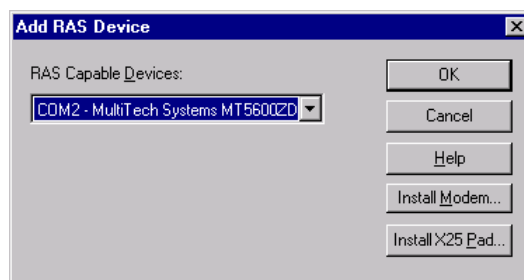 Add RAS Device
RAS Capable Devices:
COM2 - MultiTech Systems MT5600ZD
OK
Cancel
Help
Install Modem...
Install X25 Pad...